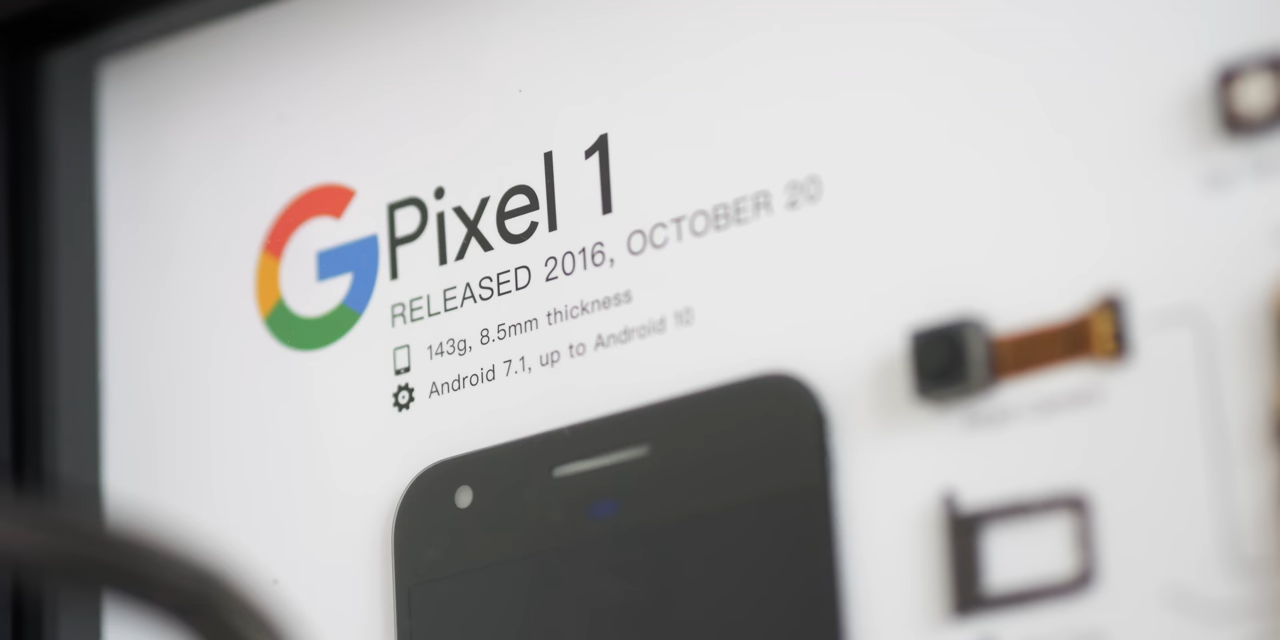 Pixel 1
RELEASED 2016, OCTOBER 20
143g, 8.5mm thickness
Android 7.1, up to Android 10